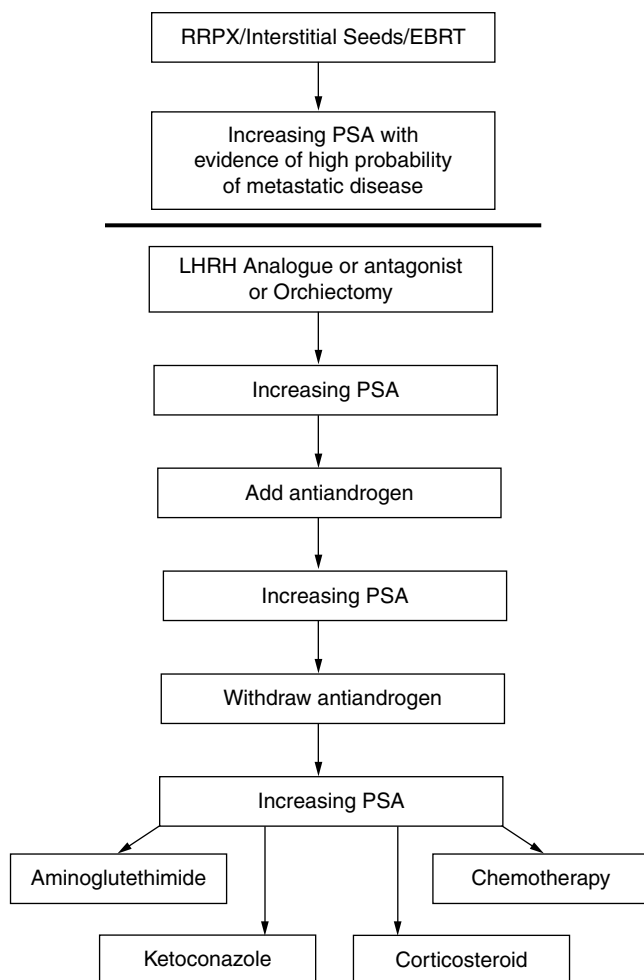 RRPX/Interstitial Seeds/EBRT
Increasing PSA with
evidence of high probability
of metastatic disease
LHRH Analogue or antagonist
or Orchiectomy
Increasing PSA
Add antiandrogen
Increasing PSA
Withdraw antiandrogen
Increasing PSA
Aminoglutethimide
Chemotherapy
Ketoconazole
Corticosteroid